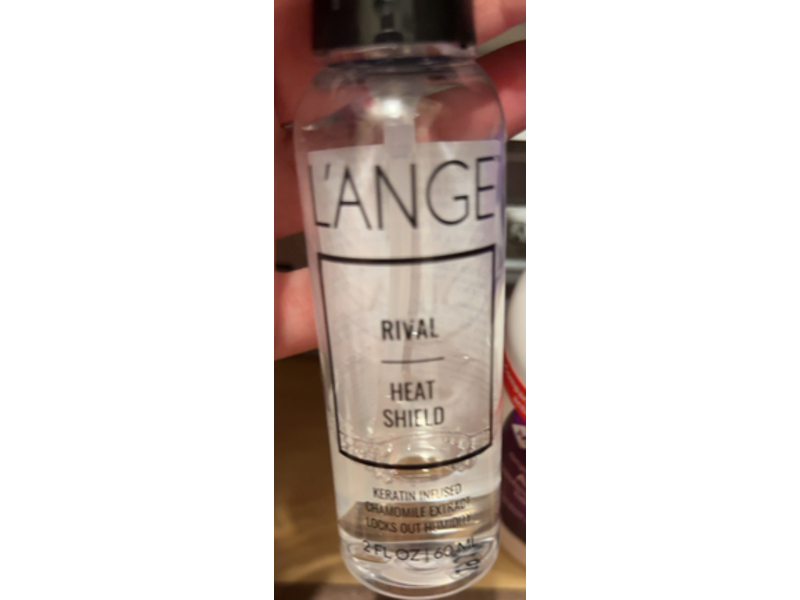 L'ANGE
RIVAL
HEAT
SHIELD
KERATIN INFUSED
CHAMOMILE EXTRACT
LOCKS OUT HUMIDITY
2 FL OZ | 60 ML